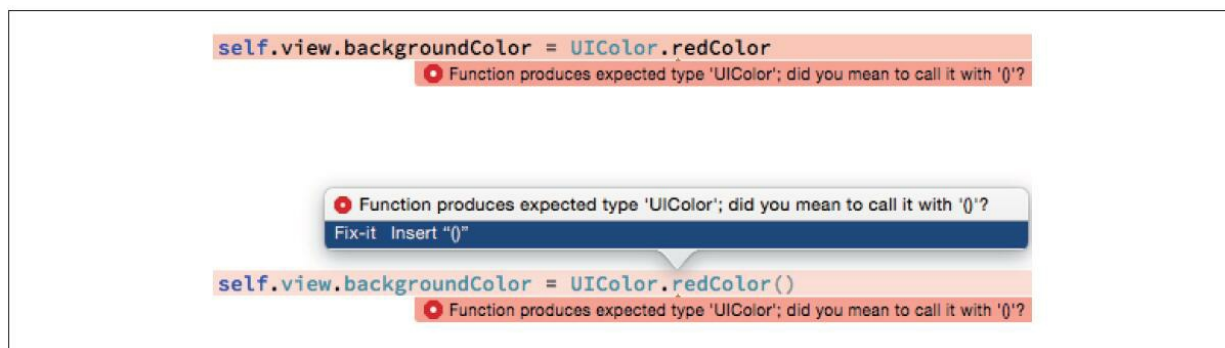 self.view.backgroundColor = UIColor.redColor
Function produces expected type 'UIColor'; did you mean to call it with '()'?
Function produces expected type 'UIColor'; did you mean to call it with '()'?
Fix-it Insert “()”
self.view.backgroundColor = UIColor.redColor()
Function produces expected type 'UIColor'; did you mean to call it with '()'?